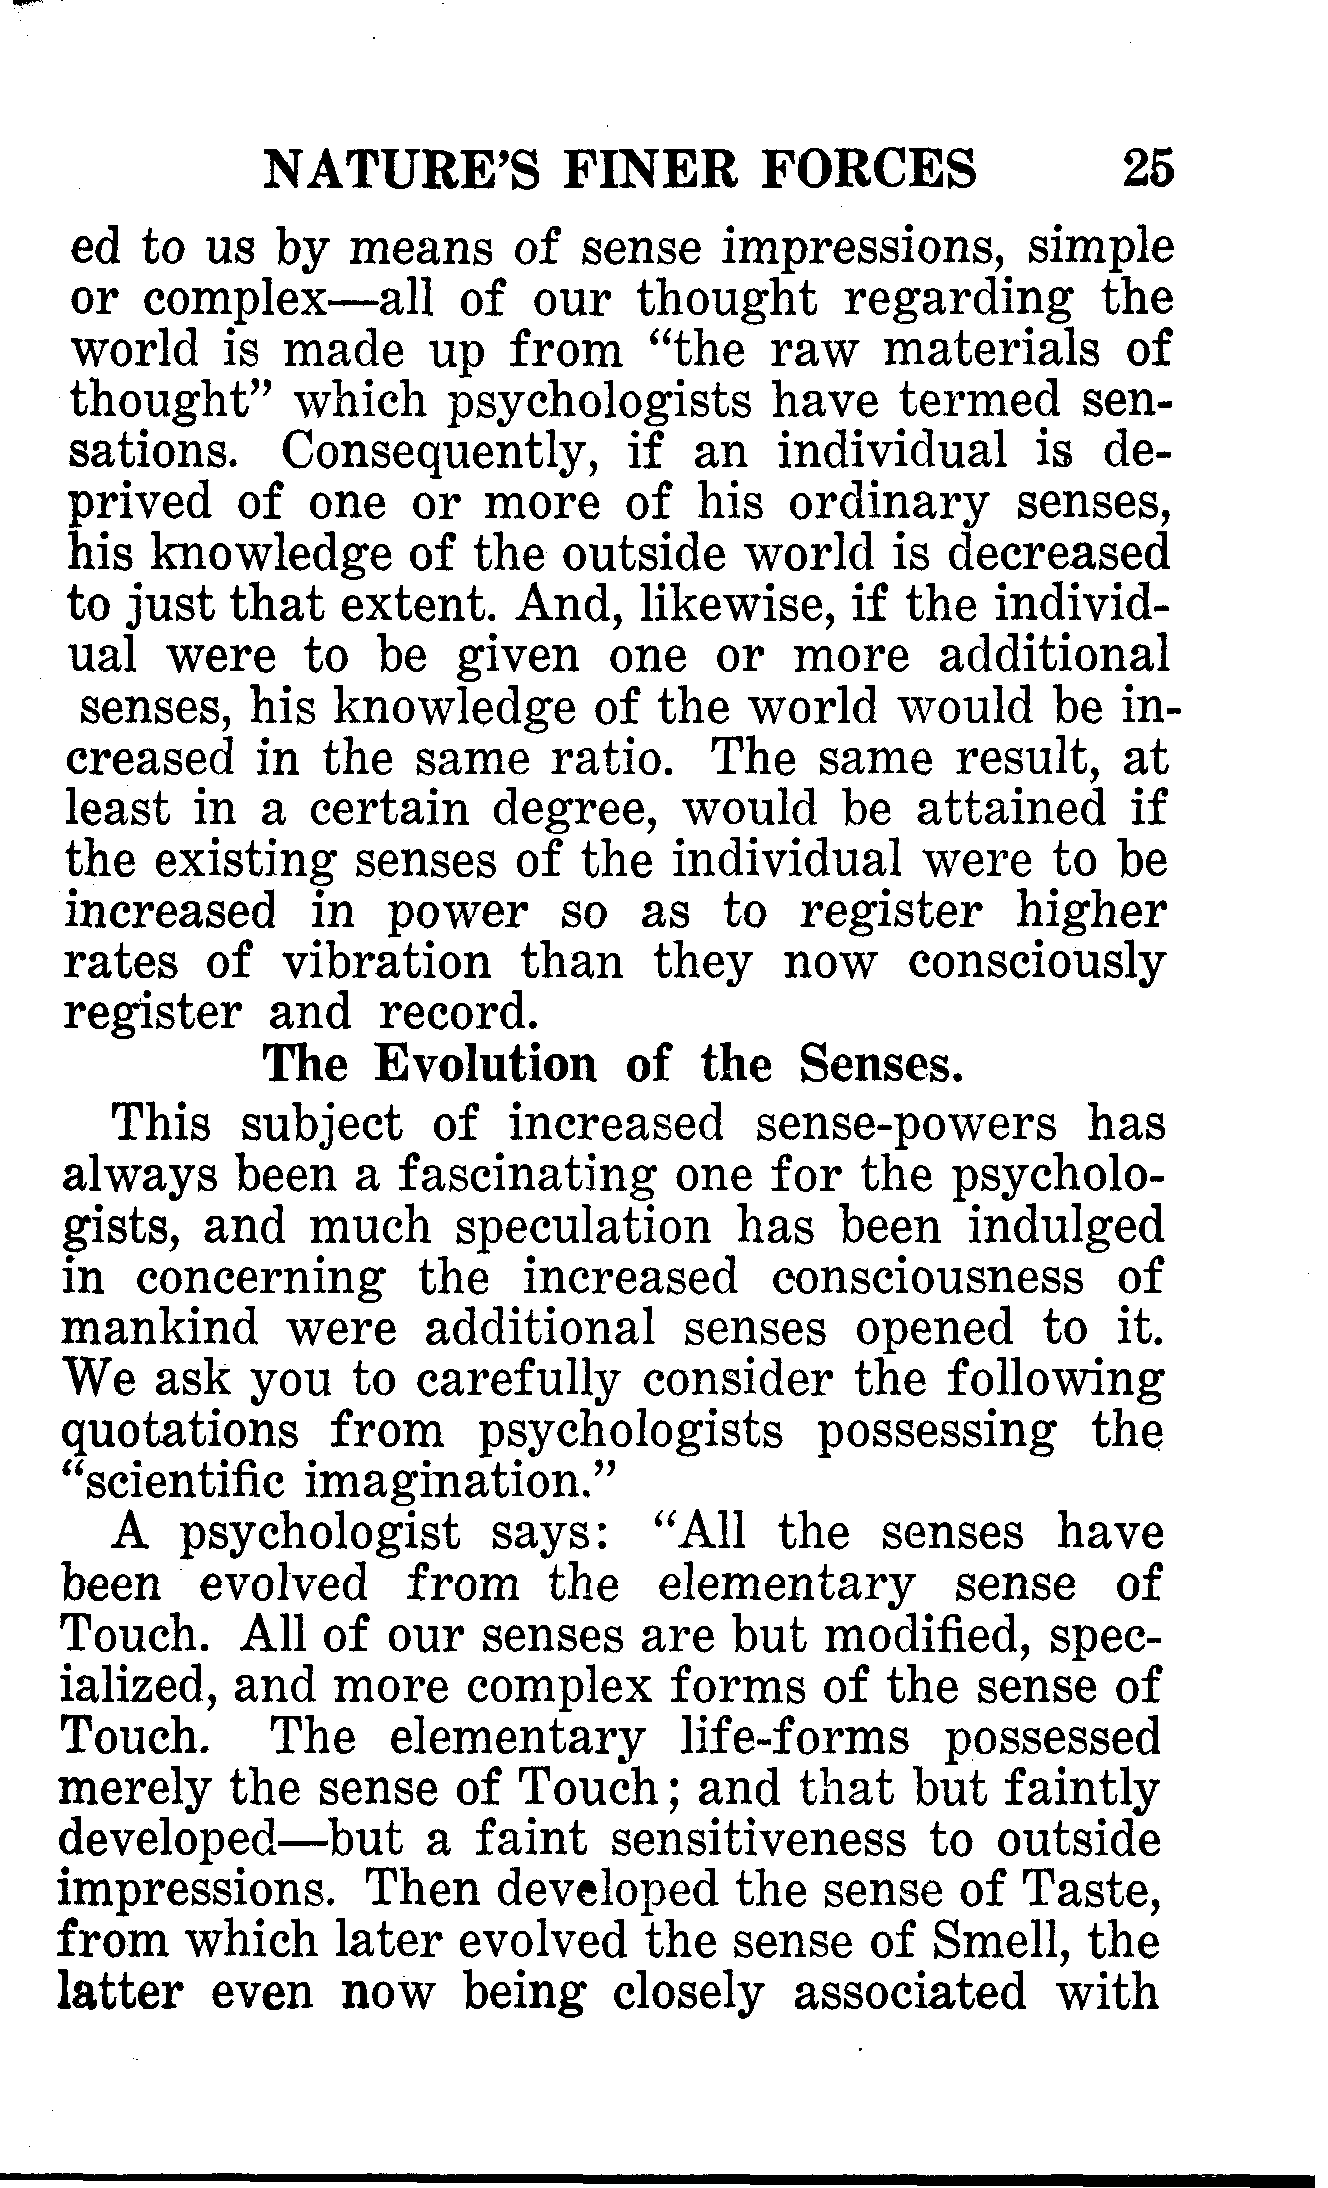 NATURE'S FINER FORCES 25
ed to us by means of sense impressions, simple
or complex—all of our thought regarding the
world is made up from “the raw materials of
thought” which psychologists have termed sen-
sations. Consequently, if an individual is de-
prived of one or more of his ordinary senses,
his knowledge of the outside world is decreased
to just that extent. And, likewise, if the individ-
ual were to be given one or more additional
senses, his knowledge of the world would be in-
creased in the same ratio. The same result, at
least in a certain degree, would be attained if
the existing senses of the individual were to be
increased in power so as to register higher
rates of vibration than they now consciously
register and record.
The Evolution of the Senses.
This subject of increased sense-powers has
always been a fascinating one for the psycholo-
gists, and much speculation has been indulged
in concerning the increased consciousness of
mankind were additional senses opened to it.
We ask you to carefully consider the following
quotations from psychologists possessing the
“scientific imagination.”
A psychologist says: “All the senses have
been evolved from the elementary sense of
Touch. All of our senses are but modified, spec-
ialized, and more complex forms of the sense of
Touch. The elementary life-forms possessed
merely the sense of Touch; and that but faintly
developed—but a faint sensitiveness to outside
impressions. Then developed the sense of Taste,
from which later evolved the sense of Smell, the
latter even now being closely associated with